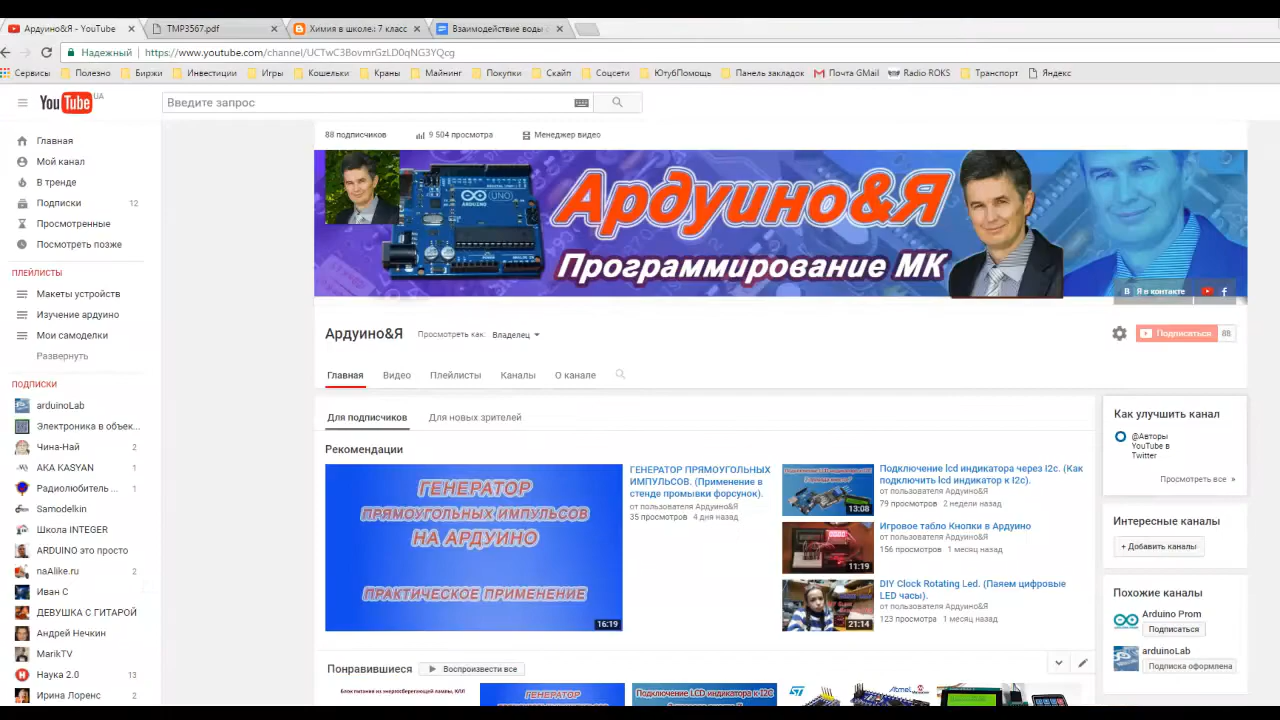 Ардуино&Я - YouTube
TMP3567.pdf
Химия в школе.: 7 класс
Взаимодействие воды с
Надежный
https://www.youtube.com/channel/UCTwC3BovmrGzLD0qNG3YQcg
Сервисы
Полезно
Биржи
Инвестиции
Игры
Кошельки
Краны
Майнинг
Покупки
Скайп
Соцсети
ЮтубПомощь
Панель закладок
Почта GMail
Radio ROKS
Транспорт
Яндекс
YouTube UA
Введите запрос
Главная
Мой канал
В тренде
Подписки 12
Просмотренные
Посмотреть позже
ПЛЕЙЛИСТЫ
Макеты устройств
Изучение ардуино
Мои самоделки
Развернуть
ПОДПИСКИ
arduinoLab
Электроника в объек...
Чина-Най 2
AKA KASYAN 1
Радиолюбитель ... 1
Samodelkin
Школа INTEGER
ARDUINO это просто
naAlike.ru 2
Иван С
ДЕВУШКА С ГИТАРОЙ
Андрей Нечкин
MarikTV
Наука 2.0 13
Ирина Лоренс 2
88 подписчиков
9 504 просмотра
Менеджер видео
UNO
Ардуино&Я
Программирование МК
В Я в контакте
Ардуино&Я
Просмотреть как: Владелец
Подписаться 88
Главная
Видео
Плейлисты
Каналы
О канале
Для подписчиков
Для новых зрителей
Рекомендации
ГЕНЕРАТОР
ПРЯМОУГОЛЬНЫХ ИМПУЛЬСОВ
НА АРДУИНО
ПРАКТИЧЕСКОЕ ПРИМЕНЕНИЕ
16:19
ГЕНЕРАТОР ПРЯМОУГОЛЬНЫХ
ИМПУЛЬСОВ. (Применение в
стенде промывки форсунок).
от пользователя Ардуино&Я
35 просмотров 4 дня назад
13:08
Подключение lcd индикатора через I2c. (Как
подключить lcd индикатор к I2c).
от пользователя Ардуино&Я
79 просмотров 2 недели назад
11:19
Игровое табло Кнопки в Ардуино
от пользователя Ардуино&Я
156 просмотров 1 месяц назад
21:14
DIY Clock Rotating Led. (Паяем цифровые
LED часы).
от пользователя Ардуино&Я
123 просмотра 1 месяц назад
Понравившиеся
Воспроизвести все
Блок питания из энергосберегающей лампы, КЛЛ
ГЕНЕРАТОР
Подключение LCD индикатора к I2C
Atmel
Как улучшить канал
@Авторы
YouTube в
Twitter
Просмотреть все »
Интересные каналы
+ Добавить каналы
Похожие каналы
Arduino Prom
Подписаться
arduinoLab
Подписка оформлена